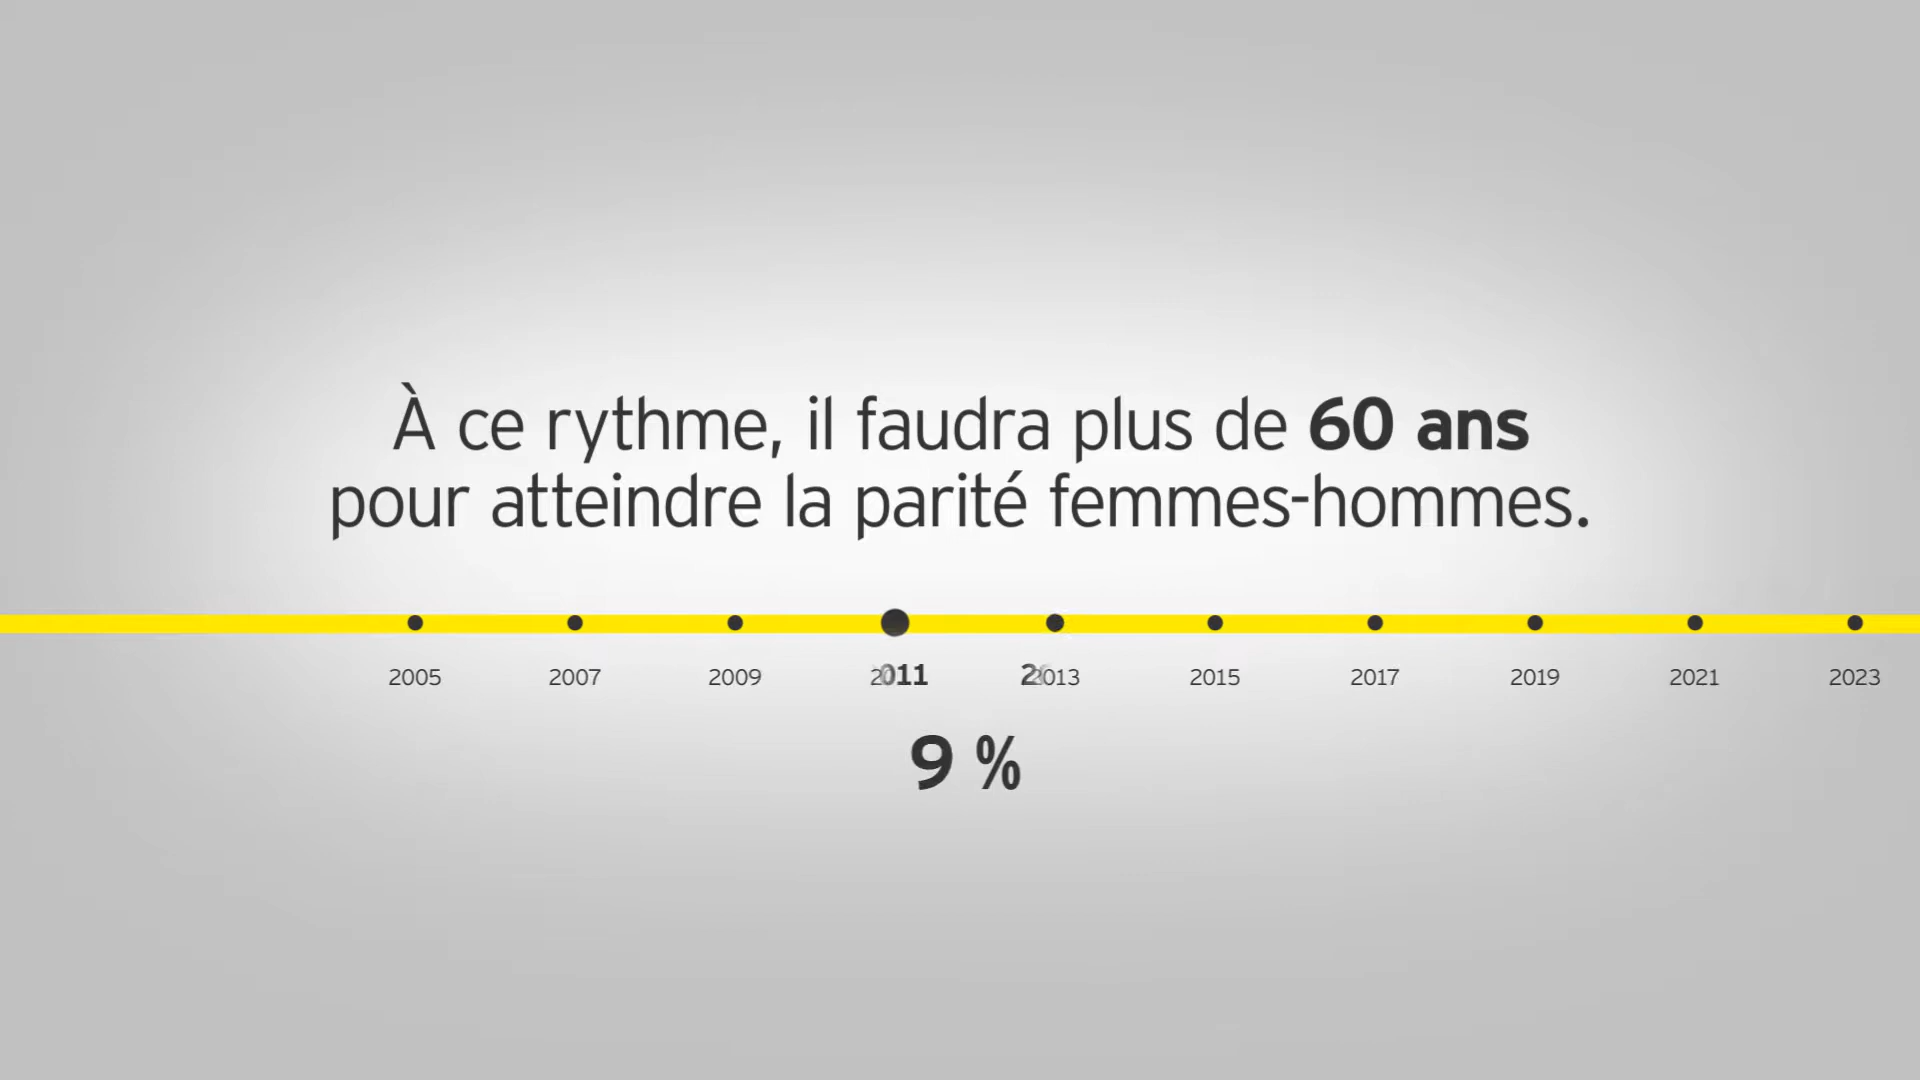 À ce rythme, il faudra plus de 60 ans
pour atteindre la parité femmes-hommes.
2005 2007 2009 2011 2013 2015 2017 2019 2021 2023
9 %